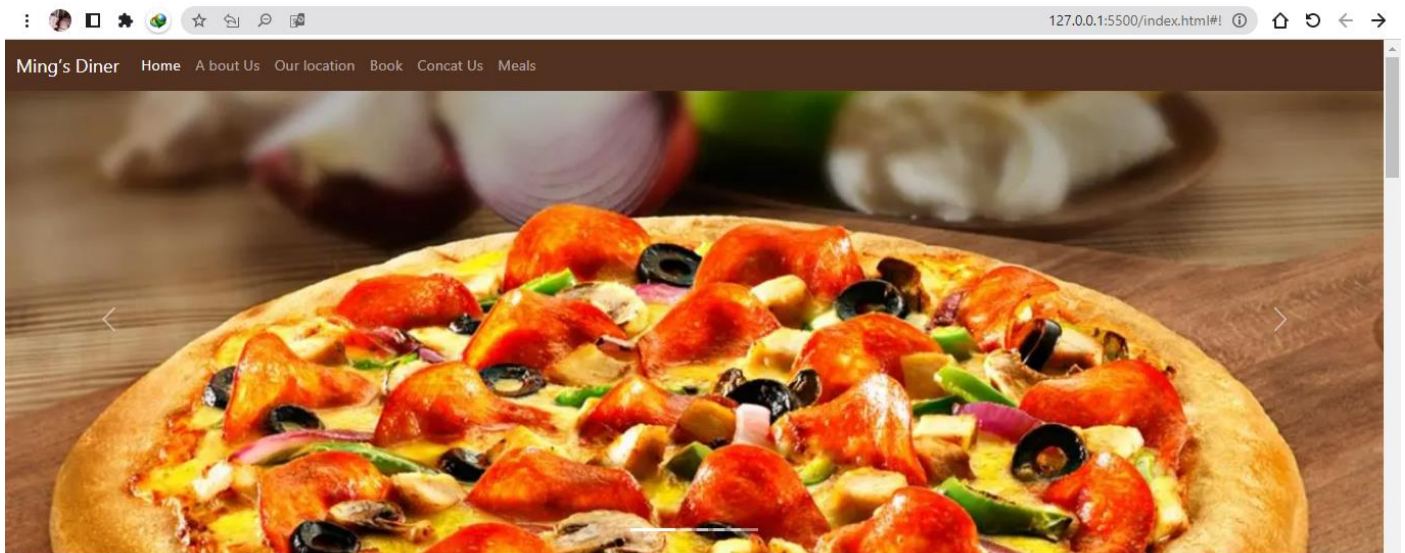 127.0.0.1:5500/index.html#!
Ming's Diner Home A bout Us Our location Book Concat Us Meals